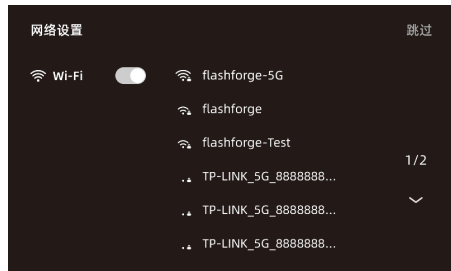 网络设置
跳过
Wi-Fi
flashforge-5G
flashforge
flashforge-Test
TP-LINK_5G_8888888...
TP-LINK_5G_8888888...
TP-LINK_5G_8888888...
1/2